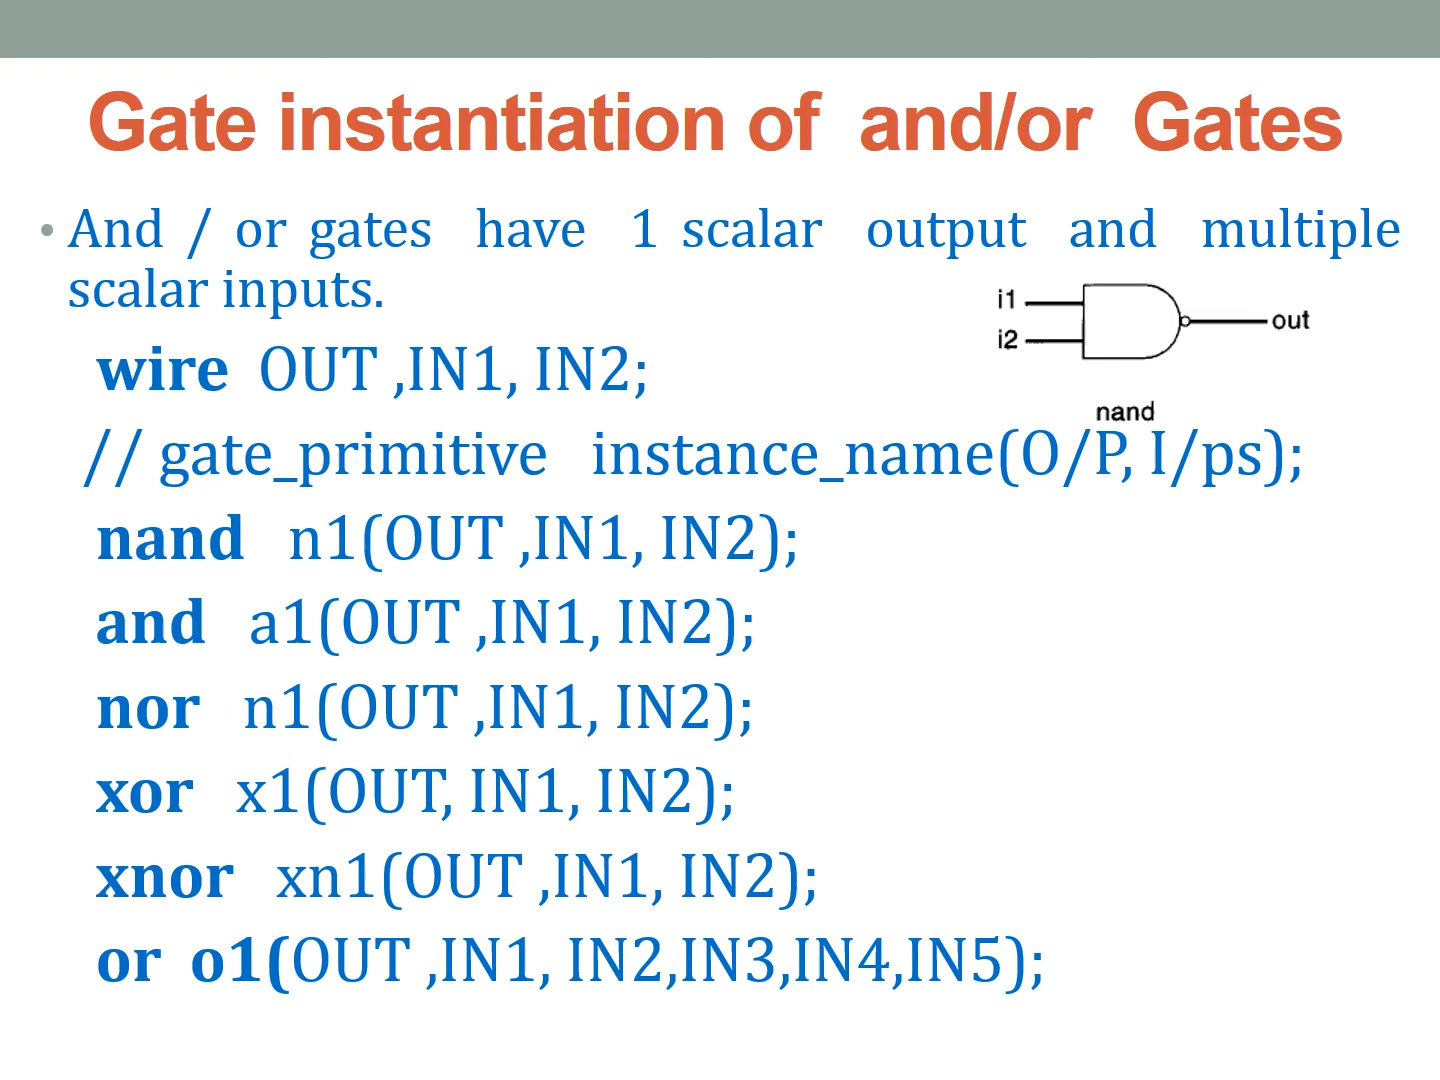 Gate instantiation of and/or Gates
• And / or gates have 1 scalar output and multiple
scalar inputs.
i1
i2
out
nand
wire OUT ,IN1, IN2;
// gate_primitive instance_name(O/P, I/ps);
nand n1(OUT ,IN1, IN2);
and a1(OUT ,IN1, IN2);
nor n1(OUT ,IN1, IN2);
xor x1(OUT, IN1, IN2);
xnor xn1(OUT ,IN1, IN2);
or o1(OUT ,IN1, IN2,IN3,IN4,IN5);